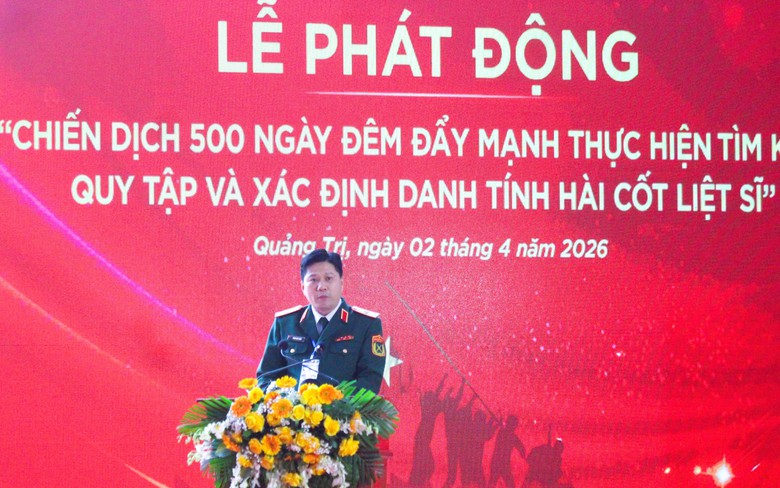 LỄ PHÁT ĐỘNG
“CHIẾN DỊCH 500 NGÀY ĐÊM ĐẨY MẠNH THỰC HIỆN TÌM K
QUY TẬP VÀ XÁC ĐỊNH DANH TÍNH HÀI CỐT LIỆT SĨ”
Quảng Trị, ngày 02 tháng 4 năm 2026